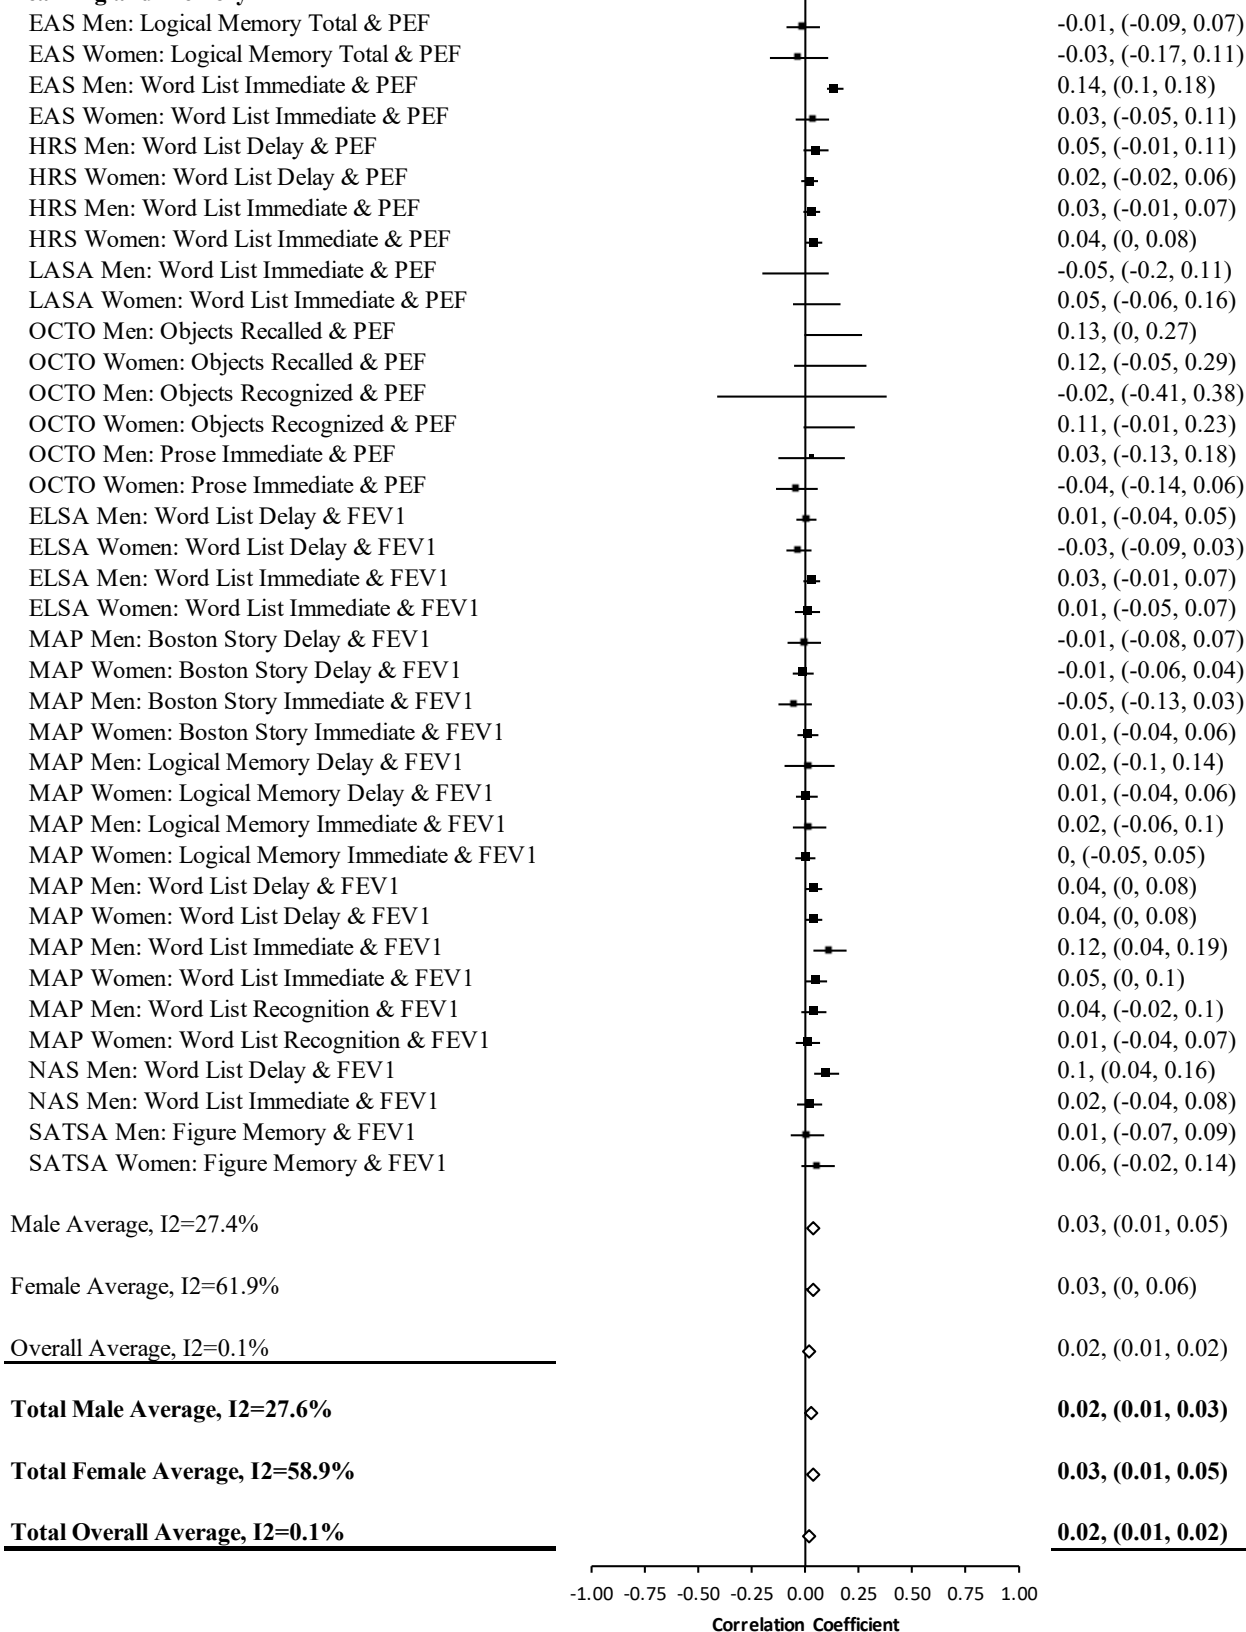 EAS Men: Logical Memory Total & PEF -0.01, (-0.09, 0.07)
EAS Women: Logical Memory Total & PEF -0.03, (-0.17, 0.11)
EAS Men: Word List Immediate & PEF 0.14, (0.1, 0.18)
EAS Women: Word List Immediate & PEF 0.03, (-0.05, 0.11)
HRS Men: Word List Delay & PEF 0.05, (-0.01, 0.11)
HRS Women: Word List Delay & PEF 0.02, (-0.02, 0.06)
HRS Men: Word List Immediate & PEF 0.03, (-0.01, 0.07)
HRS Women: Word List Immediate & PEF 0.04, (0, 0.08)
LASA Men: Word List Immediate & PEF -0.05, (-0.2, 0.11)
LASA Women: Word List Immediate & PEF 0.05, (-0.06, 0.16)
OCTO Men: Objects Recalled & PEF 0.13, (0, 0.27)
OCTO Women: Objects Recalled & PEF 0.12, (-0.05, 0.29)
OCTO Men: Objects Recognized & PEF -0.02, (-0.41, 0.38)
OCTO Women: Objects Recognized & PEF 0.11, (-0.01, 0.23)
OCTO Men: Prose Immediate & PEF 0.03, (-0.13, 0.18)
OCTO Women: Prose Immediate & PEF -0.04, (-0.14, 0.06)
ELSA Men: Word List Delay & FEV1 0.01, (-0.04, 0.05)
ELSA Women: Word List Delay & FEV1 -0.03, (-0.09, 0.03)
ELSA Men: Word List Immediate & FEV1 0.03, (-0.01, 0.07)
ELSA Women: Word List Immediate & FEV1 0.01, (-0.05, 0.07)
MAP Men: Boston Story Delay & FEV1 -0.01, (-0.08, 0.07)
MAP Women: Boston Story Delay & FEV1 -0.01, (-0.06, 0.04)
MAP Men: Boston Story Immediate & FEV1 -0.05, (-0.13, 0.03)
MAP Women: Boston Story Immediate & FEV1 0.01, (-0.04, 0.06)
MAP Men: Logical Memory Delay & FEV1 0.02, (-0.1, 0.14)
MAP Women: Logical Memory Delay & FEV1 0.01, (-0.04, 0.06)
MAP Men: Logical Memory Immediate & FEV1 0.02, (-0.06, 0.1)
MAP Women: Logical Memory Immediate & FEV1 0, (-0.05, 0.05)
MAP Men: Word List Delay & FEV1 0.04, (0, 0.08)
MAP Women: Word List Delay & FEV1 0.04, (0, 0.08)
MAP Men: Word List Immediate & FEV1 0.12, (0.04, 0.19)
MAP Women: Word List Immediate & FEV1 0.05, (0, 0.1)
MAP Men: Word List Recognition & FEV1 0.04, (-0.02, 0.1)
MAP Women: Word List Recognition & FEV1 0.01, (-0.04, 0.07)
NAS Men: Word List Delay & FEV1 0.1, (0.04, 0.16)
NAS Men: Word List Immediate & FEV1 0.02, (-0.04, 0.08)
SATSA Men: Figure Memory & FEV1 0.01, (-0.07, 0.09)
SATSA Women: Figure Memory & FEV1 0.06, (-0.02, 0.14)
Male Average, I2=27.4% 0.03, (0.01, 0.05)
Female Average, I2=61.9% 0.03, (0, 0.06)
Overall Average, I2=0.1% 0.02, (0.01, 0.02)
Total Male Average, I2=27.6% 0.02, (0.01, 0.03)
Total Female Average, I2=58.9% 0.03, (0.01, 0.05)
Total Overall Average, I2=0.1% 0.02, (0.01, 0.02)
-1.00 -0.75 -0.50 -0.25 0.00 0.25 0.50 0.75 1.00
Correlation Coefficient